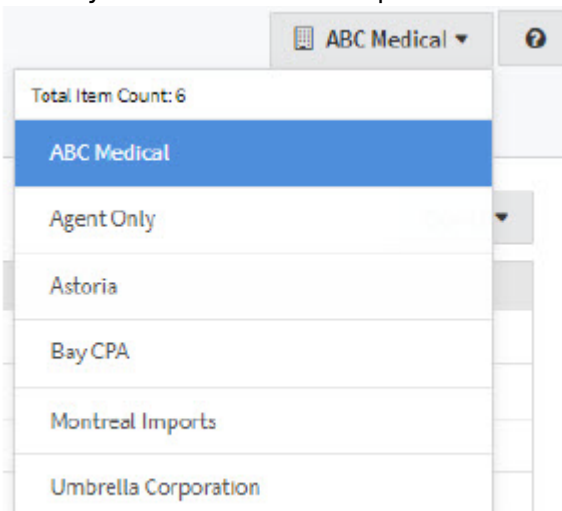 ABC Medical
Total Item Count: 6
ABC Medical
Agent Only
Astoria
Bay CPA
Montreal Imports
Umbrella Corporation